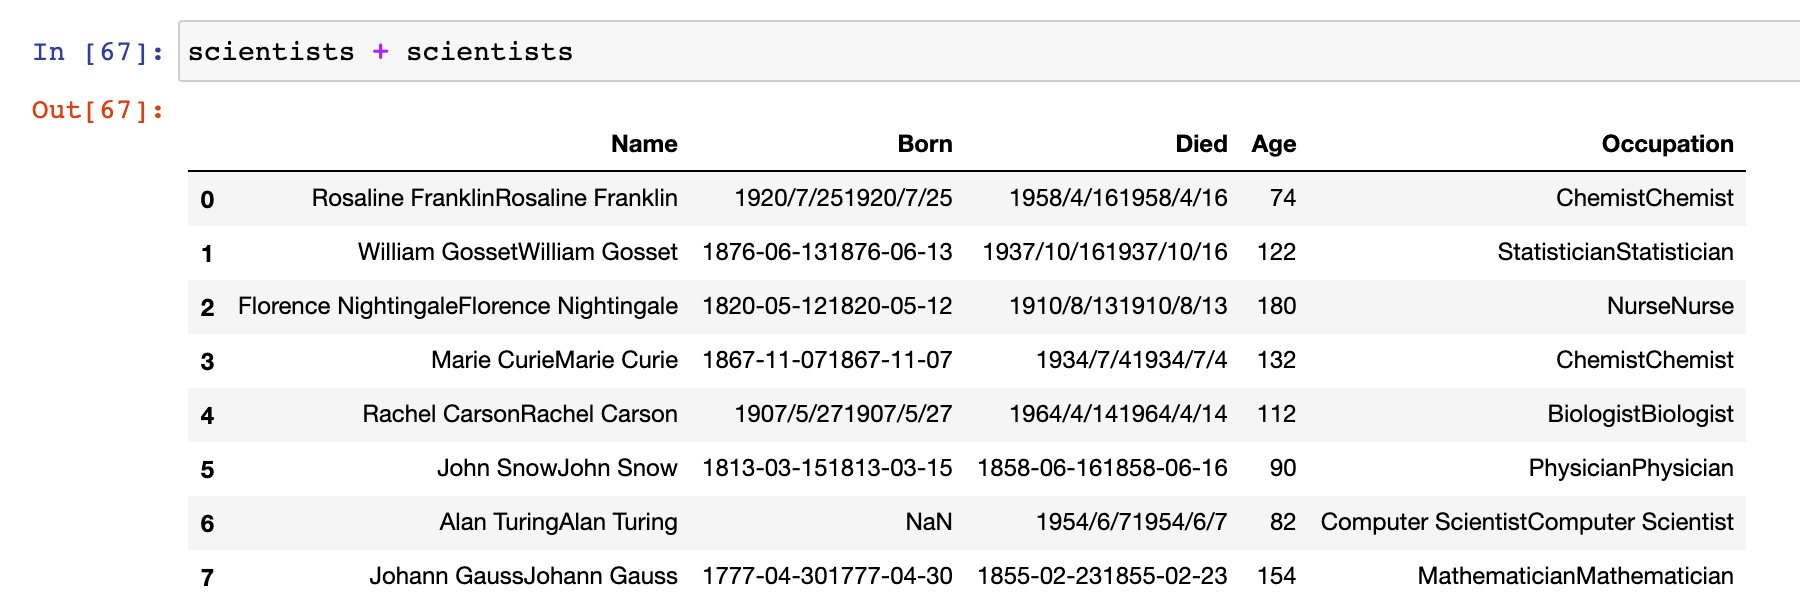 In [67]: scientists + scientists
Out[67]:
Name Born Died Age Occupation
0 Rosaline FranklinRosaline Franklin 1920/7/251920/7/25 1958/4/161958/4/16 74 ChemistChemist
1 William GossetWilliam Gosset 1876-06-131876-06-13 1937/10/161937/10/16 122 StatisticianStatistician
2 Florence NightingaleFlorence Nightingale 1820-05-121820-05-12 1910/8/131910/8/13 180 NurseNurse
3 Marie CurieMarie Curie 1867-11-071867-11-07 1934/7/41934/7/4 132 ChemistChemist
4 Rachel CarsonRachel Carson 1907/5/271907/5/27 1964/4/141964/4/14 112 BiologistBiologist
5 John SnowJohn Snow 1813-03-151813-03-15 1858-06-161858-06-16 90 PhysicianPhysician
6 Alan TuringAlan Turing NaN 1954/6/71954/6/7 82 Computer ScientistComputer Scientist
7 Johann GaussJohann Gauss 1777-04-301777-04-30 1855-02-231855-02-23 154 MathematicianMathematician